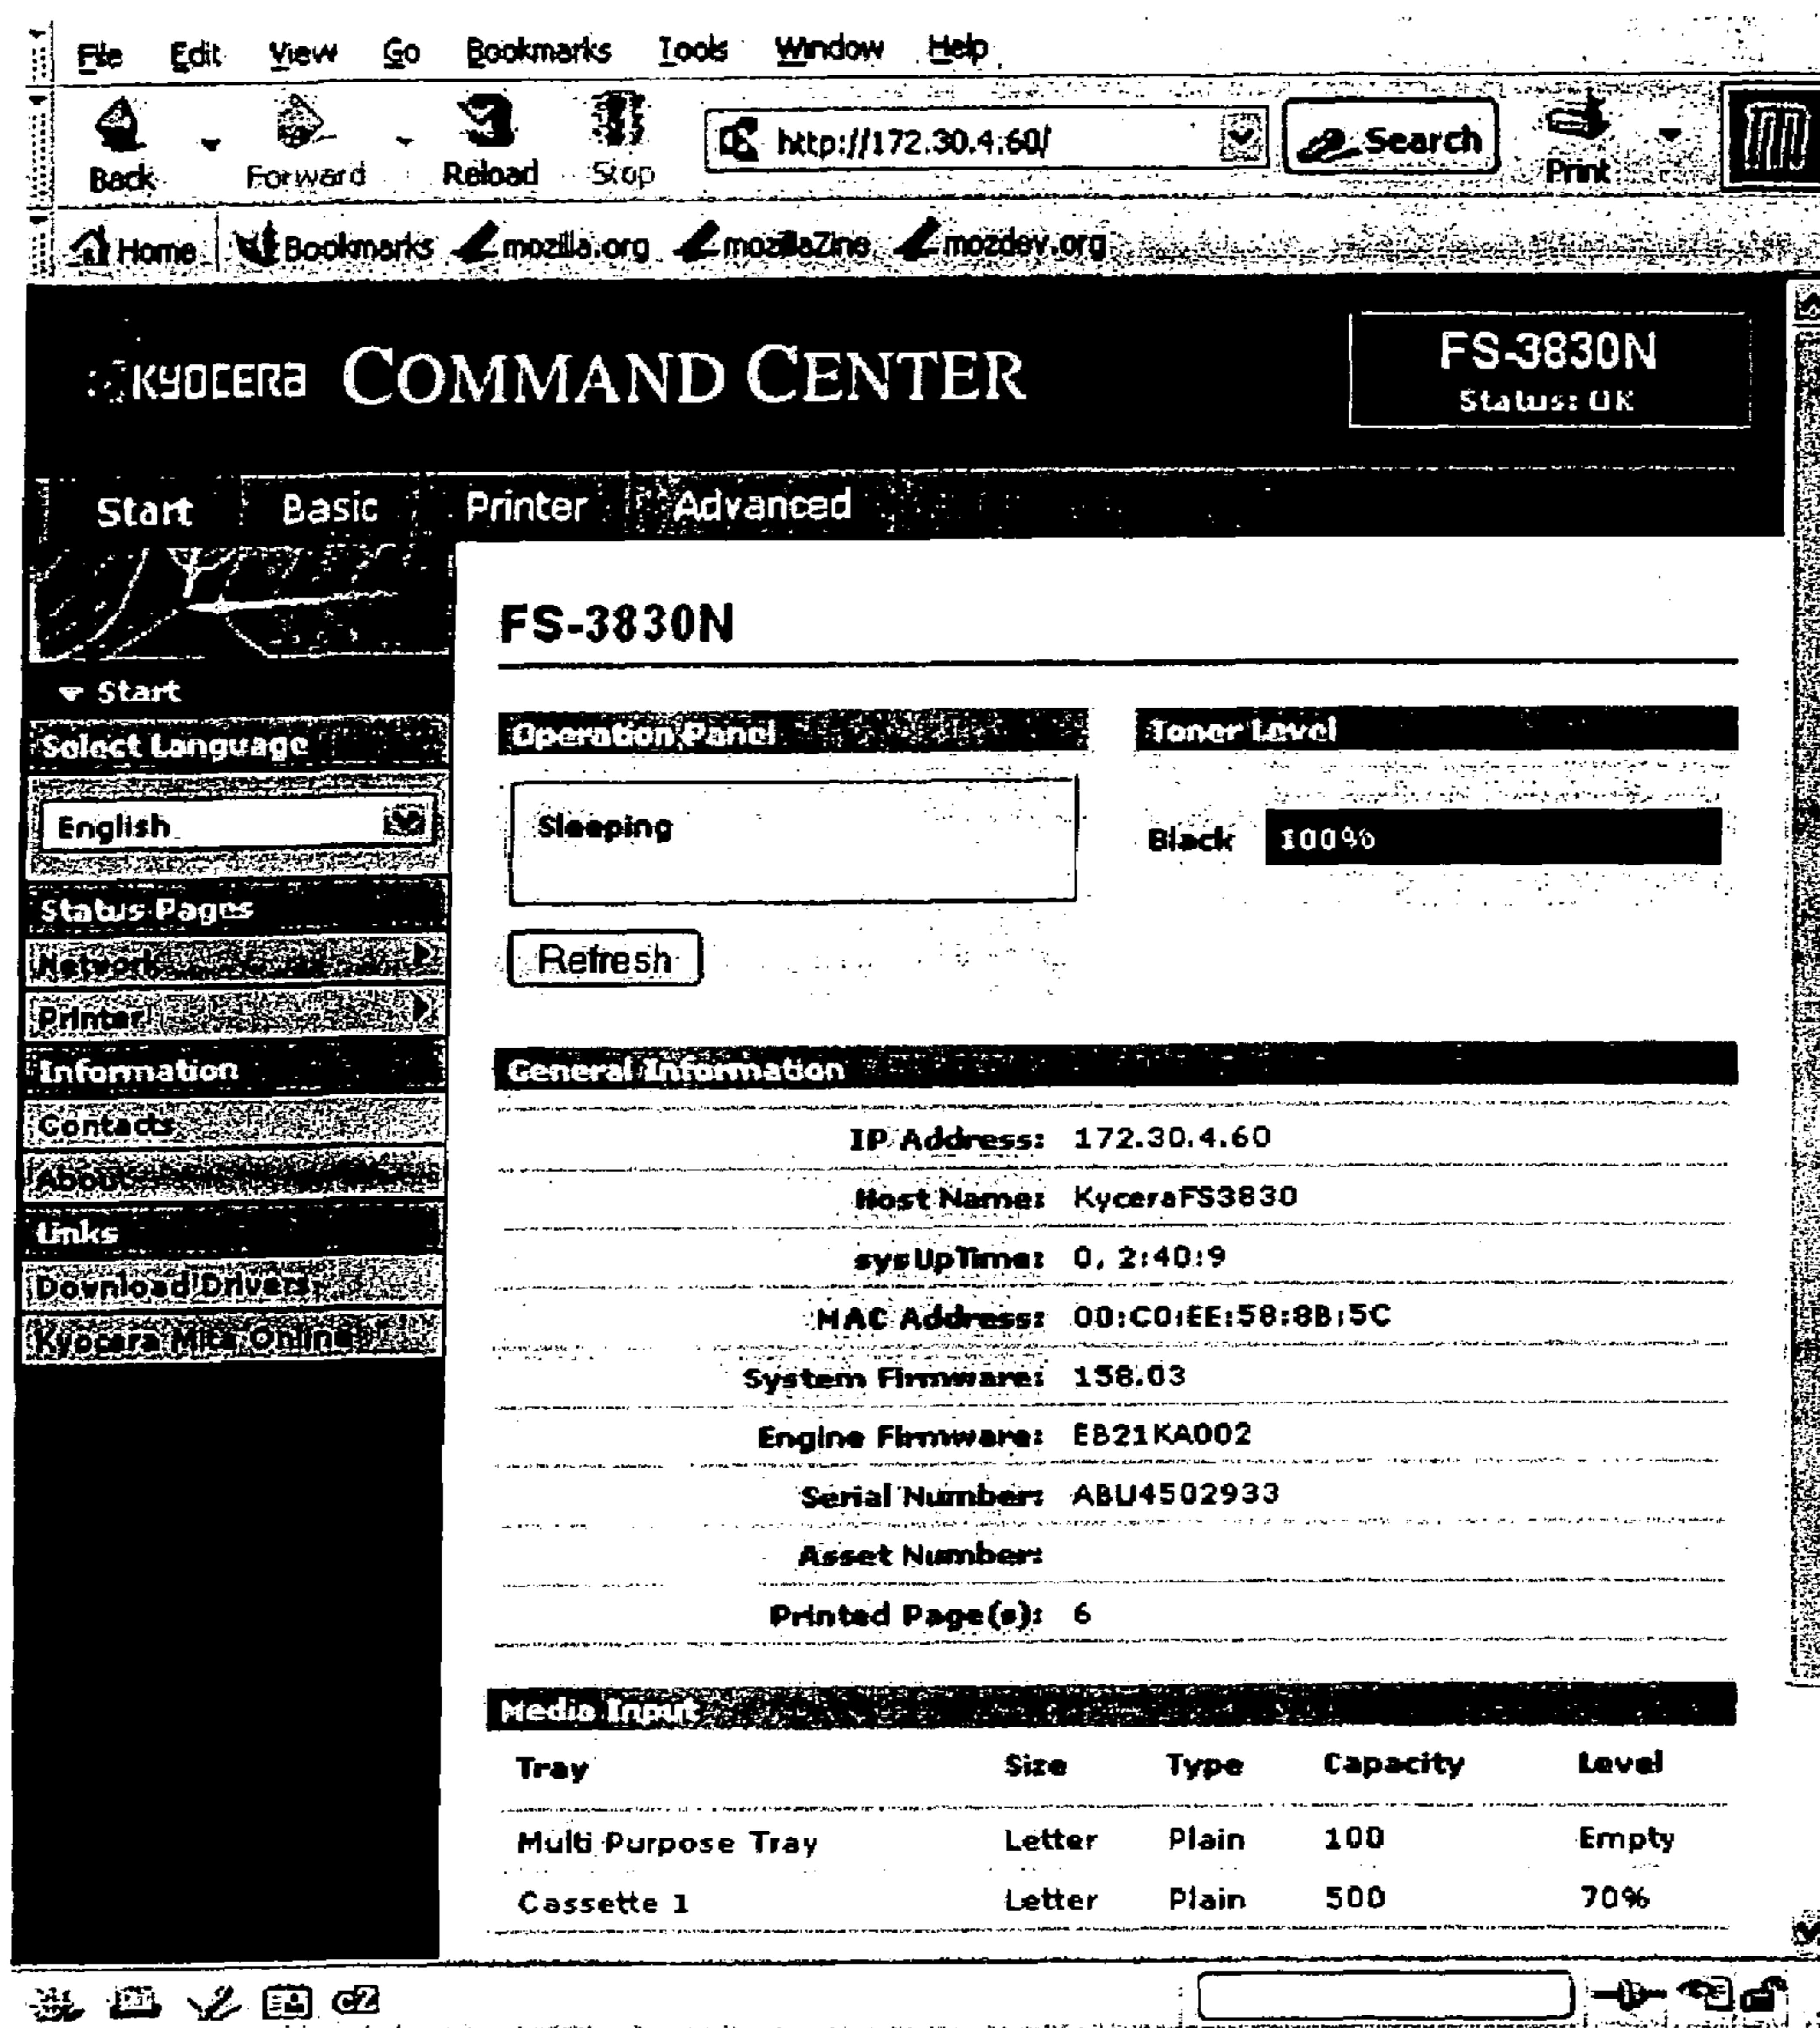 File Edit View Go Bookmarks Tools Window Help
Back Forward Reload Stop http://172.30.4.60/ Search Print
Home Bookmarks mozilla.org mozillaZine mozdev.org
KYOCERA COMMAND CENTER
FS-3830N
Status: OK
Start Basic Printer Advanced
Start
Select Language
English
Status Pages
Network
Printer
Information
Contacts
About
Links
Download Drivers
Kyocera Mita Online
FS-3830N
Operation Panel
Sleeping
Refresh
Toner Level
Black 100%
General Information
IP Address: 172.30.4.60
Host Name: KyceraFS3830
sysUpTime: 0, 2:40:9
MAC Address: 00:C0:EE:58:8B:5C
System Firmware: 158.03
Engine Firmware: EB21KA002
Serial Number: ABU4502933
Asset Number:
Printed Page(s): 6
Media Input
Tray Size Type Capacity Level
Multi Purpose Tray Letter Plain 100 Empty
Cassette 1 Letter Plain 500 70%